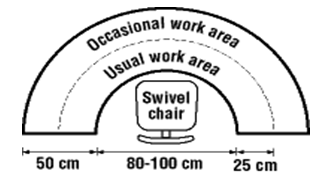 Occasional work area
Usual work area
Swivel
chair
50 cm 80-100 cm 25 cm